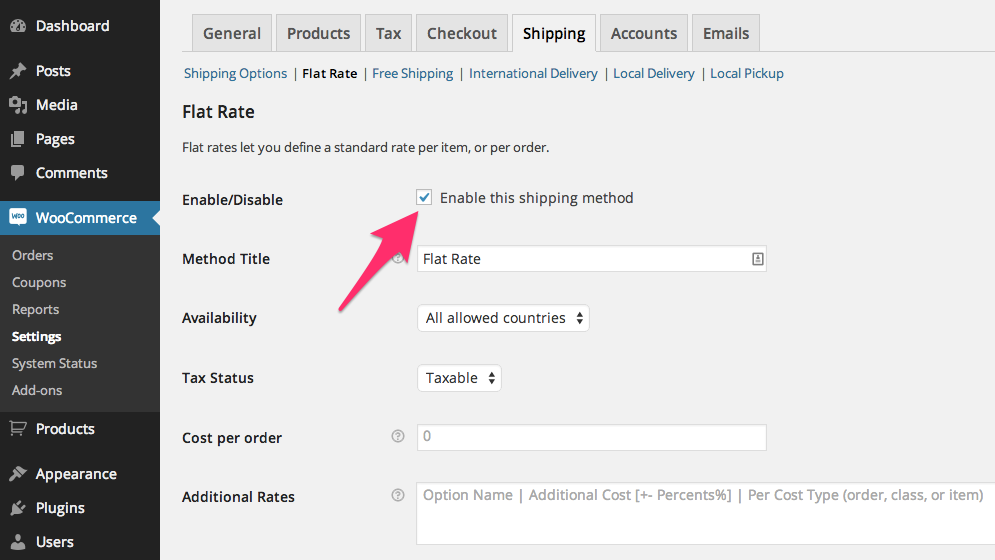 Dashboard
Posts
Media
Pages
Comments
WooCommerce
Orders
Coupons
Reports
Settings
System Status
Add-ons
Products
Appearance
Plugins
Users
General Products Tax Checkout Shipping Accounts Emails
Shipping Options | Flat Rate | Free Shipping | International Delivery | Local Delivery | Local Pickup
Flat Rate
Flat rates let you define a standard rate per item, or per order.
Enable/Disable Enable this shipping method
Method Title ? Flat Rate
Availability All allowed countries
Tax Status Taxable
Cost per order ? 0
Additional Rates ? Option Name | Additional Cost [+- Percents%] | Per Cost Type (order, class, or item)